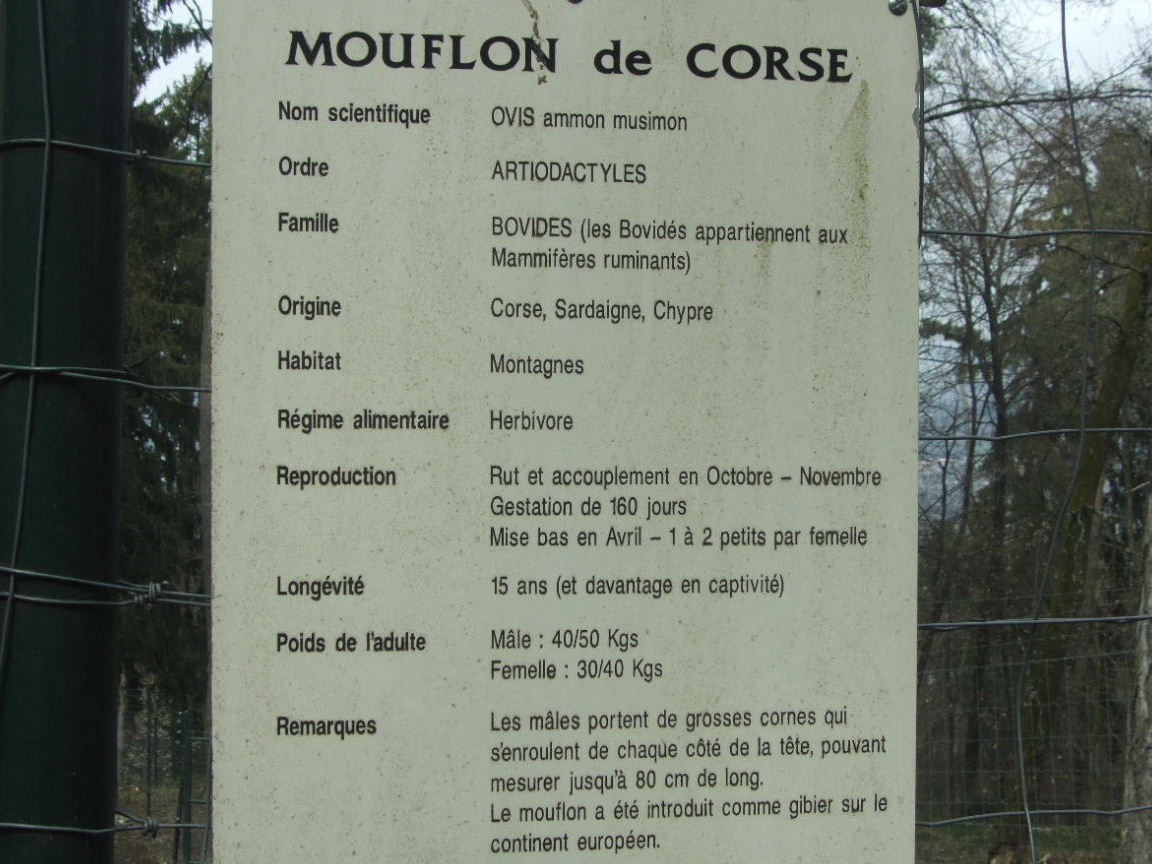 MOUFLON de CORSE
Nom scientifique OVIS ammon musimon
Ordre ARTIODACTYLES
Famille BOVIDES (les Bovidés appartiennent aux
Mammifères ruminants)
Origine Corse, Sardaigne, Chypre
Habitat Montagnes
Régime alimentaire Herbivore
Reproduction Rut et accouplement en Octobre – Novembre
Gestation de 160 jours
Mise bas en Avril – 1 à 2 petits par femelle
Longévité 15 ans (et davantage en captivité)
Poids de l'adulte Mâle : 40/50 Kgs
Femelle : 30/40 Kgs
Remarques Les mâles portent de grosses cornes qui
s'enroulent de chaque côté de la tête, pouvant
mesurer jusqu'à 80 cm de long.
Le mouflon a été introduit comme gibier sur le
continent européen.